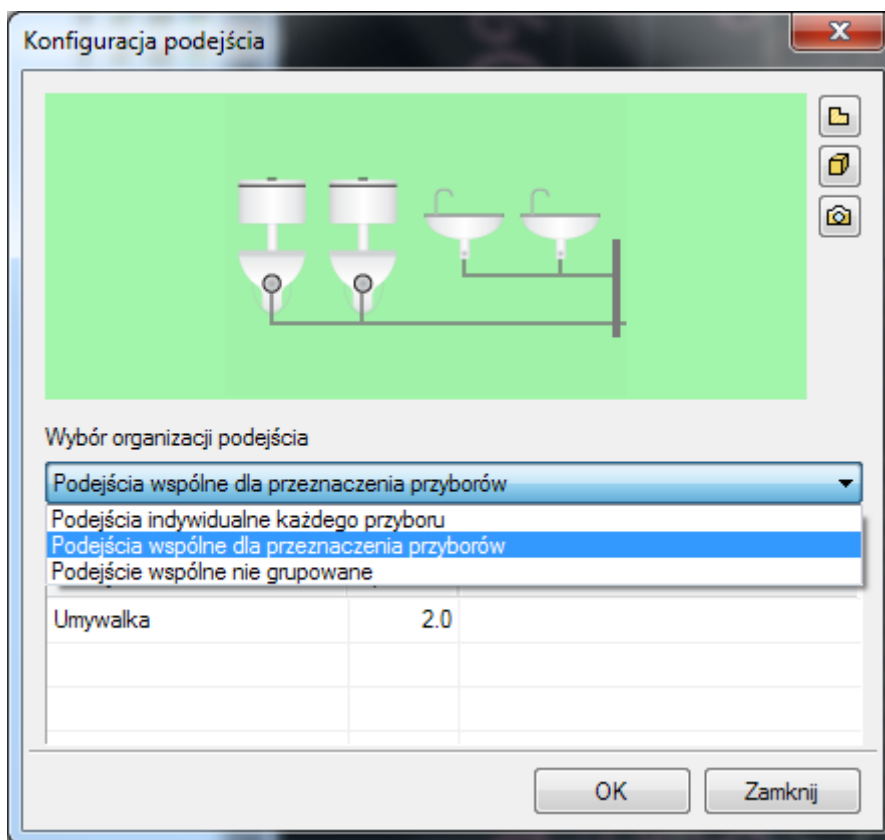 Konfiguracja podejścia
Wybór organizacji podejścia
Podejścia wspólne dla przeznaczenia przyborów
Podejścia indywidualne każdego przyboru
Podejścia wspólne dla przeznaczenia przyborów
Podejście wspólne nie grupowane
Umywalka 2.0
OK Zamknij